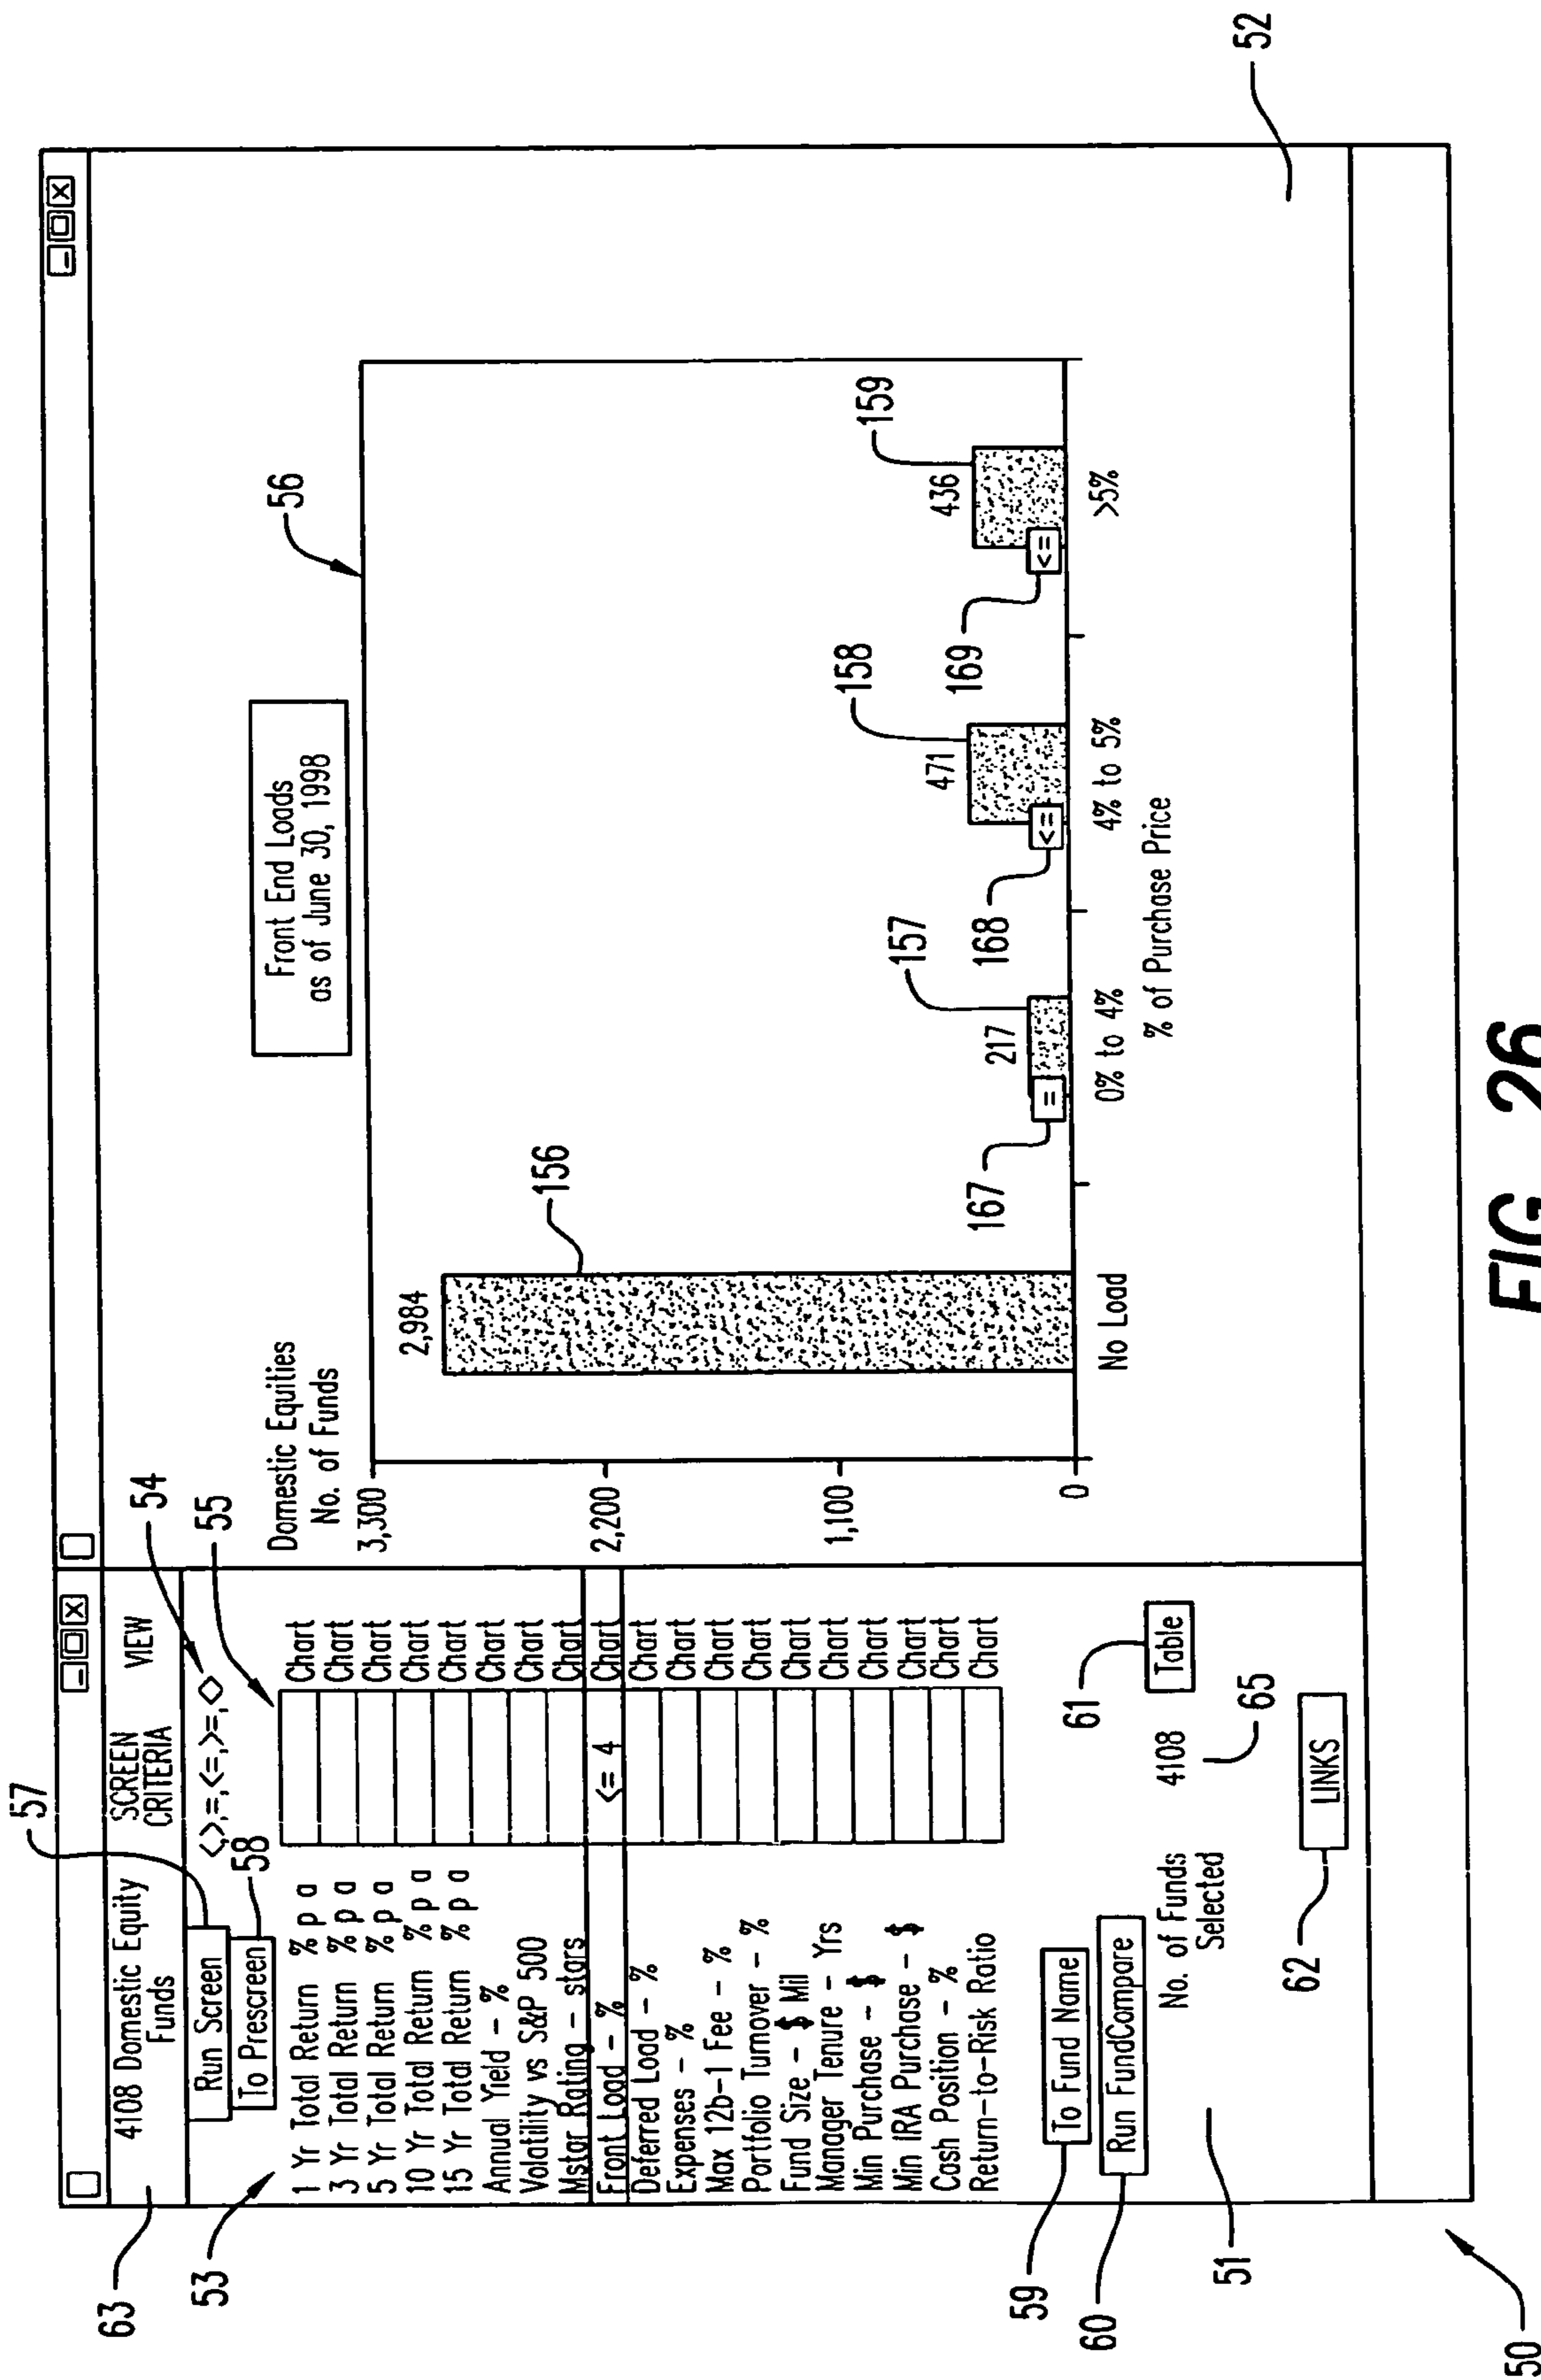 63
4108 Domestic Equity
Funds
57
SCREEN
CRITERIA
VIEW
Run Screen
To Prescreen
58
<,>,=,<=,>=,<>
54
53
55
1 Yr Total Return % p a Chart
3 Yr Total Return % p a Chart
5 Yr Total Return % p a Chart
10 Yr Total Return % p a Chart
15 Yr Total Return % p a Chart
Annual Yield - % Chart
Volatility vs S&P 500 Chart
Mstar Rating - stars Chart
Front Load - % <= 4 Chart
Deferred Load - % Chart
Expenses - % Chart
Max 12b-1 Fee - % Chart
Portfolio Turnover - % Chart
Fund Size - $ Mil Chart
Manager Tenure - Yrs Chart
Min Purchase - $ Chart
Min IRA Purchase - $ Chart
Cash Position - % Chart
Return-to-Risk Ratio Chart
59
To Fund Name
60
Run FundCompare
61
No. of Funds
Selected
4108
Table
65
51
62
LINKS
50
Front End Loads
as of June 30, 1998
Domestic Equities
No. of Funds
56
3,300
2,200
1,100
0
2,984
156
217
157
471
158
436
159
167
=
168
<=
169
<=
No Load
0% to 4%
4% to 5%
>5%
% of Purchase Price
52
FIG 26